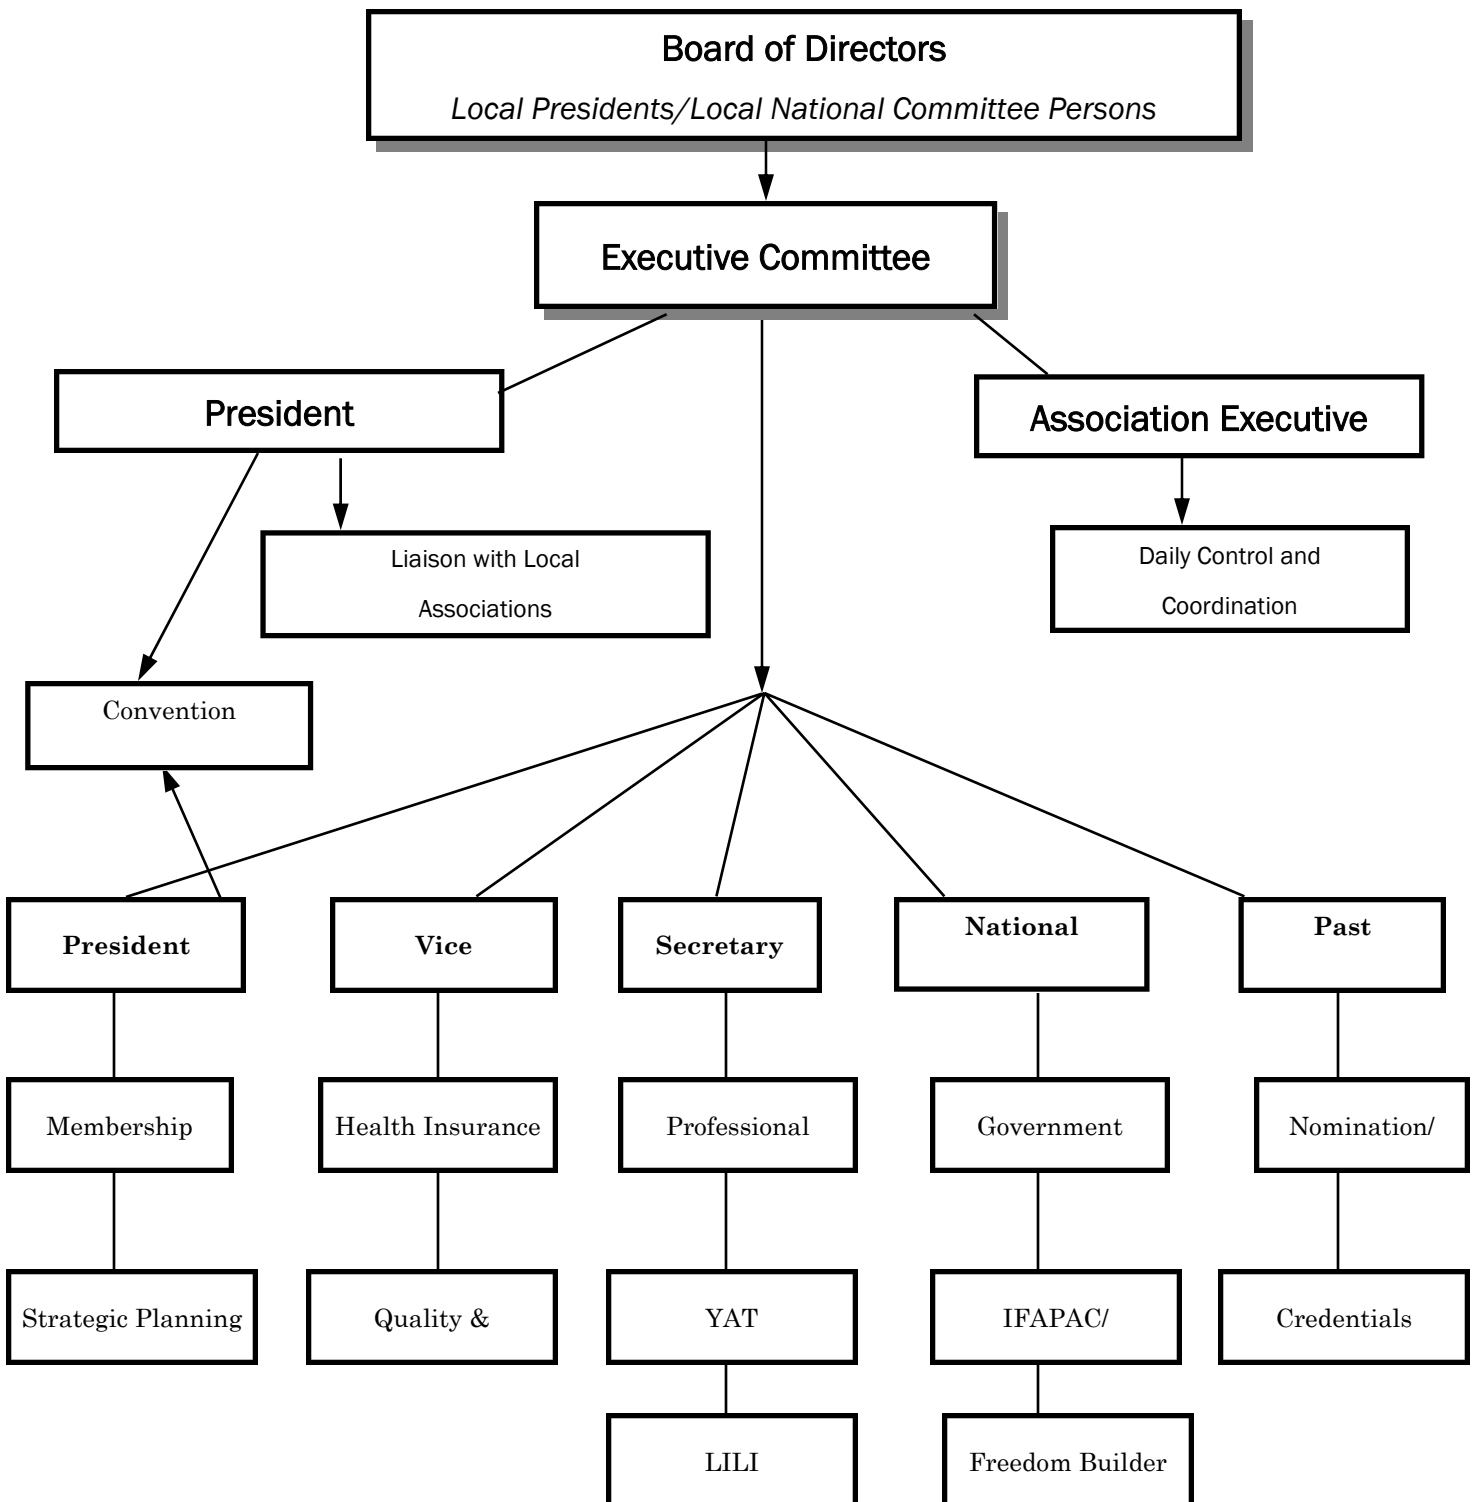 Board of Directors
Local Presidents/Local National Committee Persons
Executive Committee
President
Association Executive
Liaison with Local
Associations
Daily Control and
Coordination
Convention
President
Vice
Secretary
National
Past
Membership
Health Insurance
Professional
Government
Nomination/
Strategic Planning
Quality &
YAT
IFAPAC/
Credentials
LILI
Freedom Builder